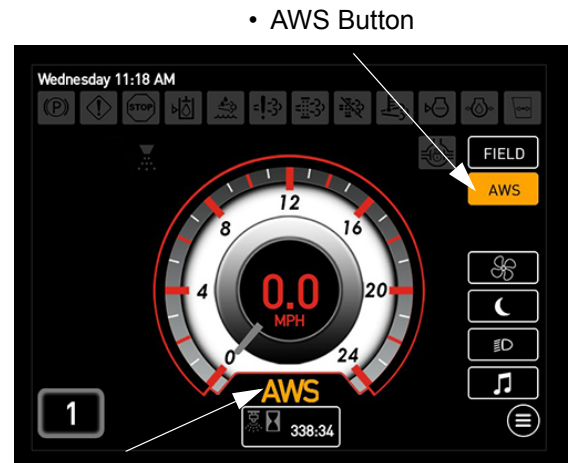 • AWS Button
Wednesday 11:18 AM
(P)
STOP
FIELD
AWS
12
8
16
4
0.0
20
MPH
0
24
AWS
1
338:34